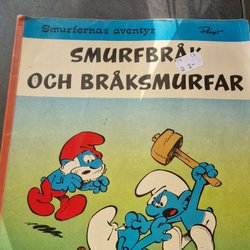 Smurfernas äventyr
Peyo
SMURFBRÅK
OCH BRÅKSMURFAR